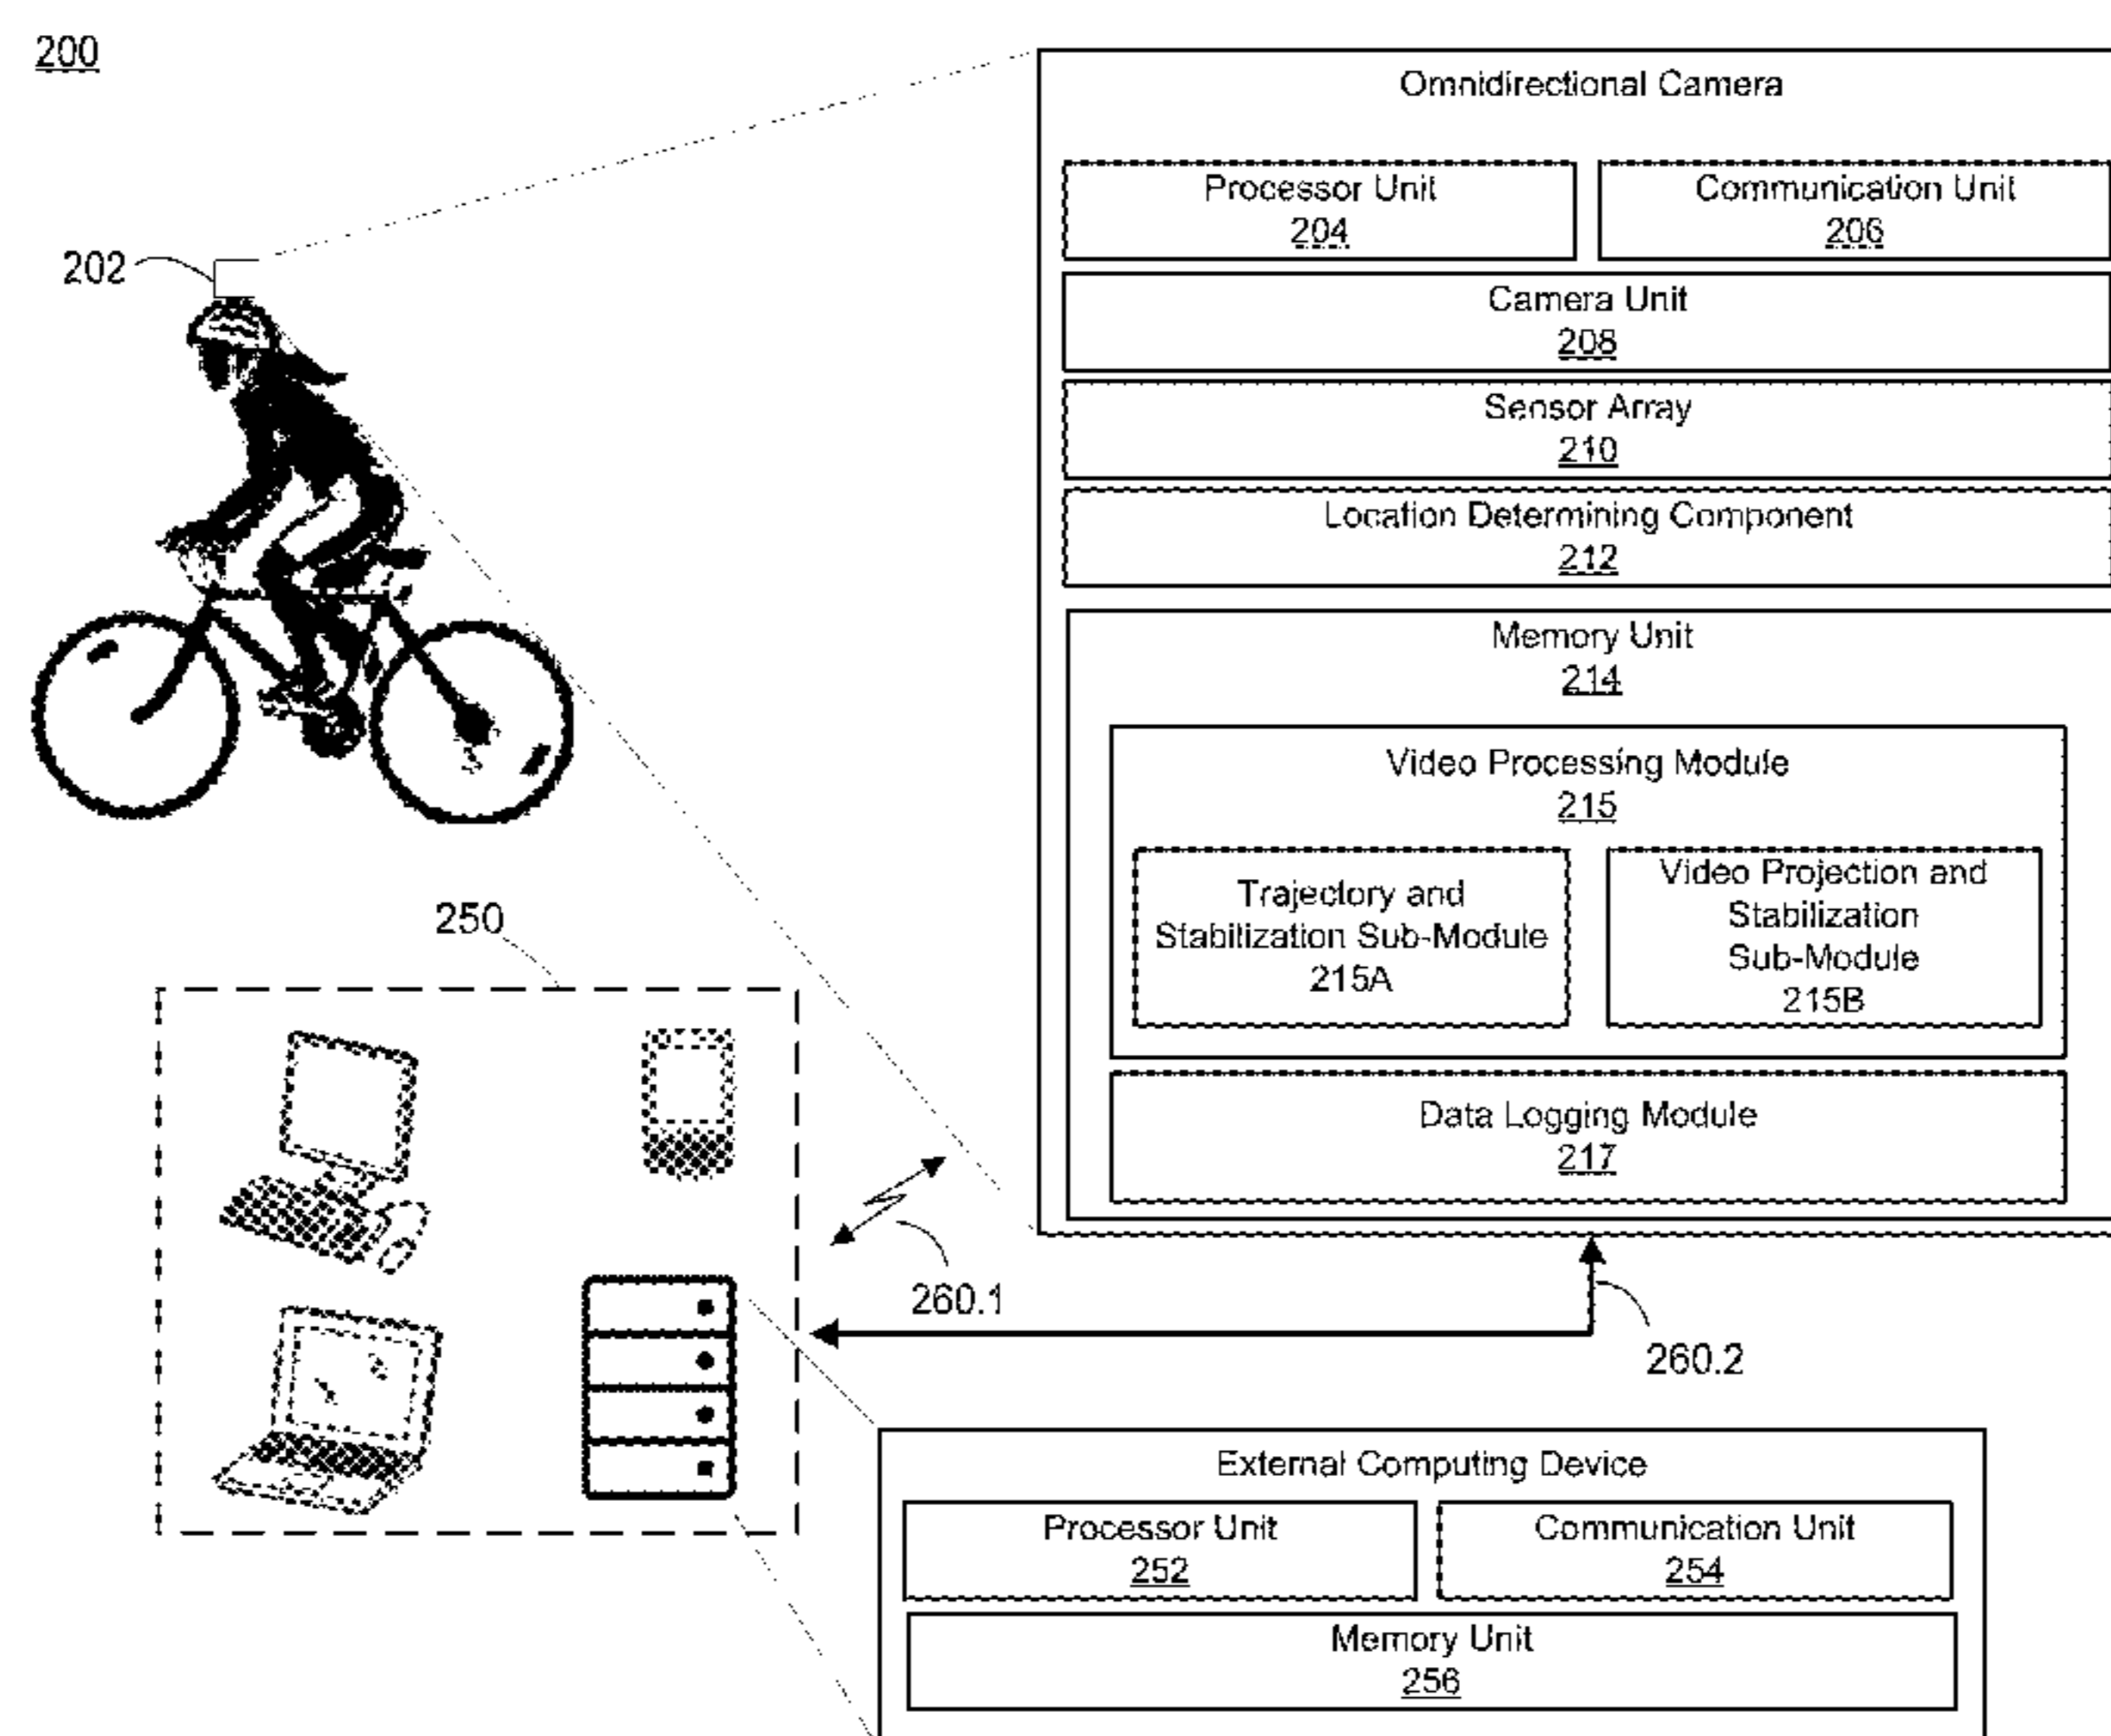 200
Omnidirectional Camera
Processor Unit
204
Communication Unit
206
202
Camera Unit
208
Sensor Array
210
Location Determining Component
212
Memory Unit
214
Video Processing Module
215
Trajectory and
Stabilization Sub-Module
215A
Video Projection and
Stabilization
Sub-Module
215B
250
Data Logging Module
217
260.1
260.2
External Computing Device
Processor Unit
252
Communication Unit
254
Memory Unit
256